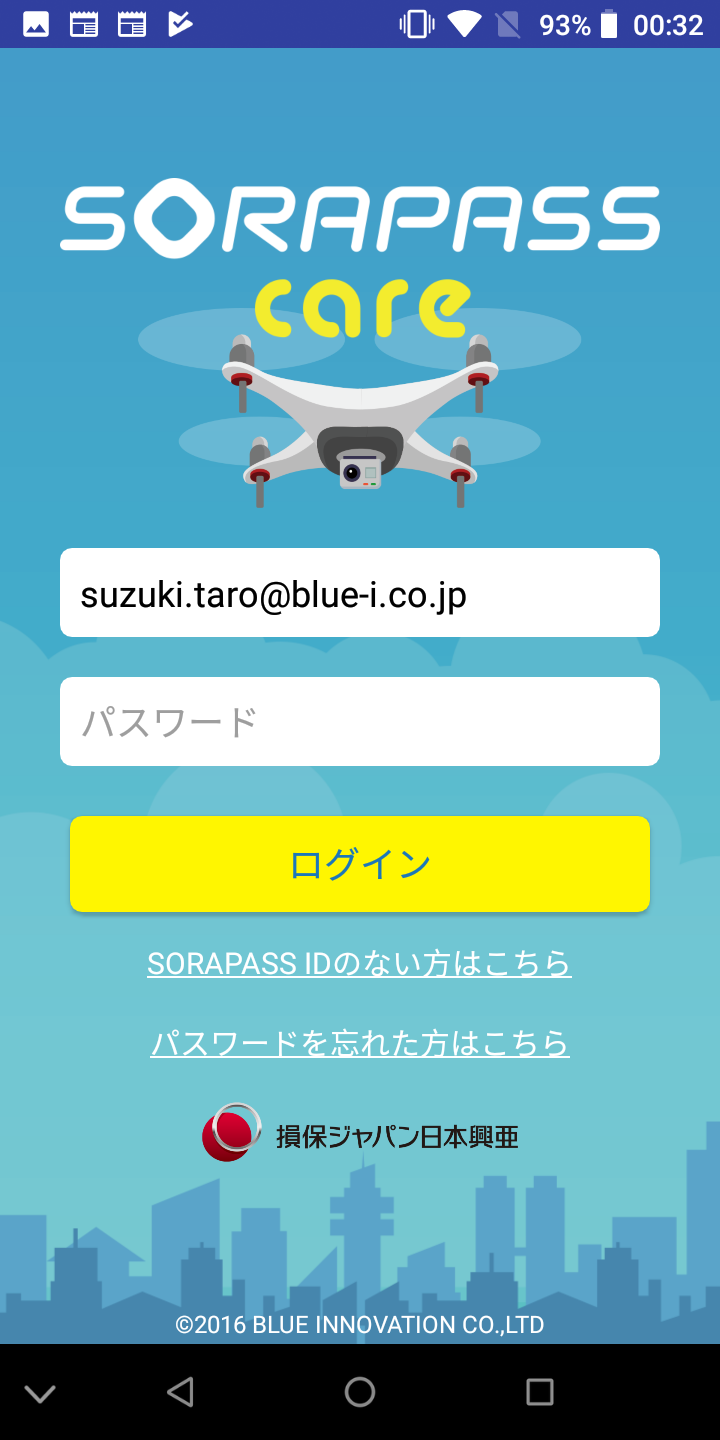 93% 00:32
SORAPASS
care
suzuki.taro@blue-i.co.jp
パスワード
ログイン
SORAPASS IDのない方はこちら
パスワードを忘れた方はこちら
損保ジャパン日本興亜
©2016 BLUE INNOVATION CO.,LTD